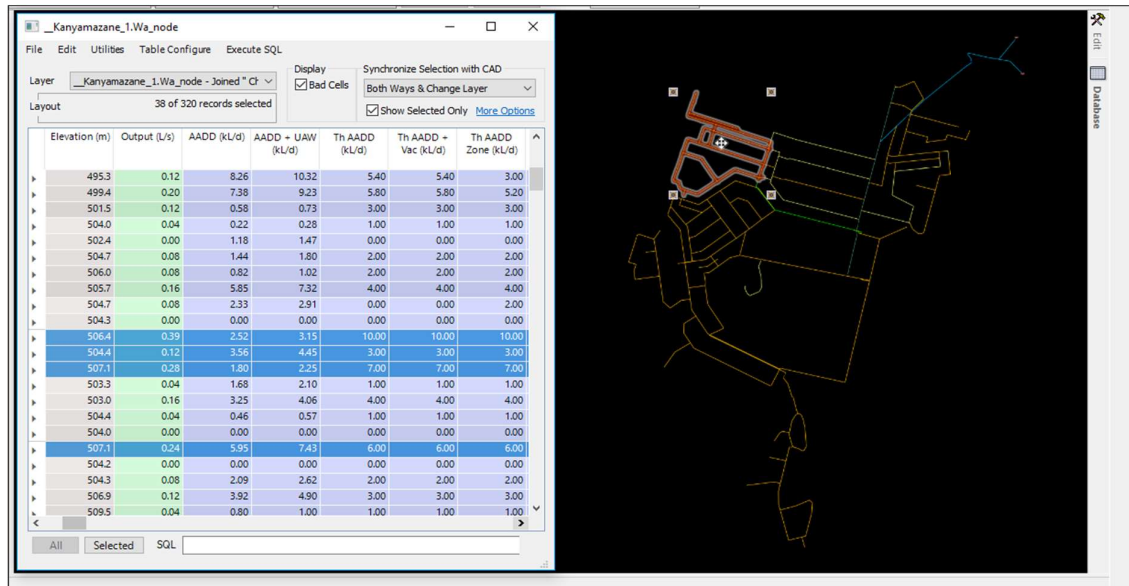 __Kanyamazane_1.Wa_node
File Edit Utilities Table Configure Execute SQL
Layer __Kanyamazane_1.Wa_node - Joined " Ch
Display
Bad Cells
Synchronize Selection with CAD
Both Ways & Change Layer
Layout 38 of 320 records selected
Show Selected Only More Options
Elevation (m) Output (L/s) AADD (kL/d) AADD + UAW (kL/d) Th AADD (kL/d) Th AADD + Vac (kL/d) Th AADD Zone (kL/d)
495.3 0.12 8.26 10.32 5.40 5.40 3.00
499.4 0.20 7.38 9.23 5.80 5.80 5.20
501.5 0.12 0.58 0.73 3.00 3.00 3.00
504.0 0.04 0.22 0.28 1.00 1.00 1.00
502.4 0.00 1.18 1.47 0.00 0.00 0.00
504.7 0.08 1.44 1.80 2.00 2.00 2.00
506.0 0.08 0.82 1.02 2.00 2.00 2.00
505.7 0.16 5.85 7.32 4.00 4.00 4.00
504.7 0.08 2.33 2.91 0.00 0.00 2.00
504.3 0.00 0.00 0.00 0.00 0.00 0.00
506.4 0.39 2.52 3.15 10.00 10.00 10.00
504.4 0.12 3.56 4.45 3.00 3.00 3.00
507.1 0.28 1.80 2.25 7.00 7.00 7.00
503.3 0.04 1.68 2.10 1.00 1.00 1.00
503.0 0.16 3.25 4.06 4.00 4.00 4.00
504.4 0.04 0.46 0.57 1.00 1.00 1.00
504.0 0.00 0.00 0.00 0.00 0.00 0.00
507.1 0.24 5.95 7.43 6.00 6.00 6.00
504.2 0.00 0.00 0.00 0.00 0.00 0.00
504.3 0.08 2.09 2.62 2.00 2.00 2.00
506.9 0.12 3.92 4.90 3.00 3.00 3.00
509.5 0.04 0.80 1.00 1.00 1.00 1.00
All Selected SQL
Edit
Database